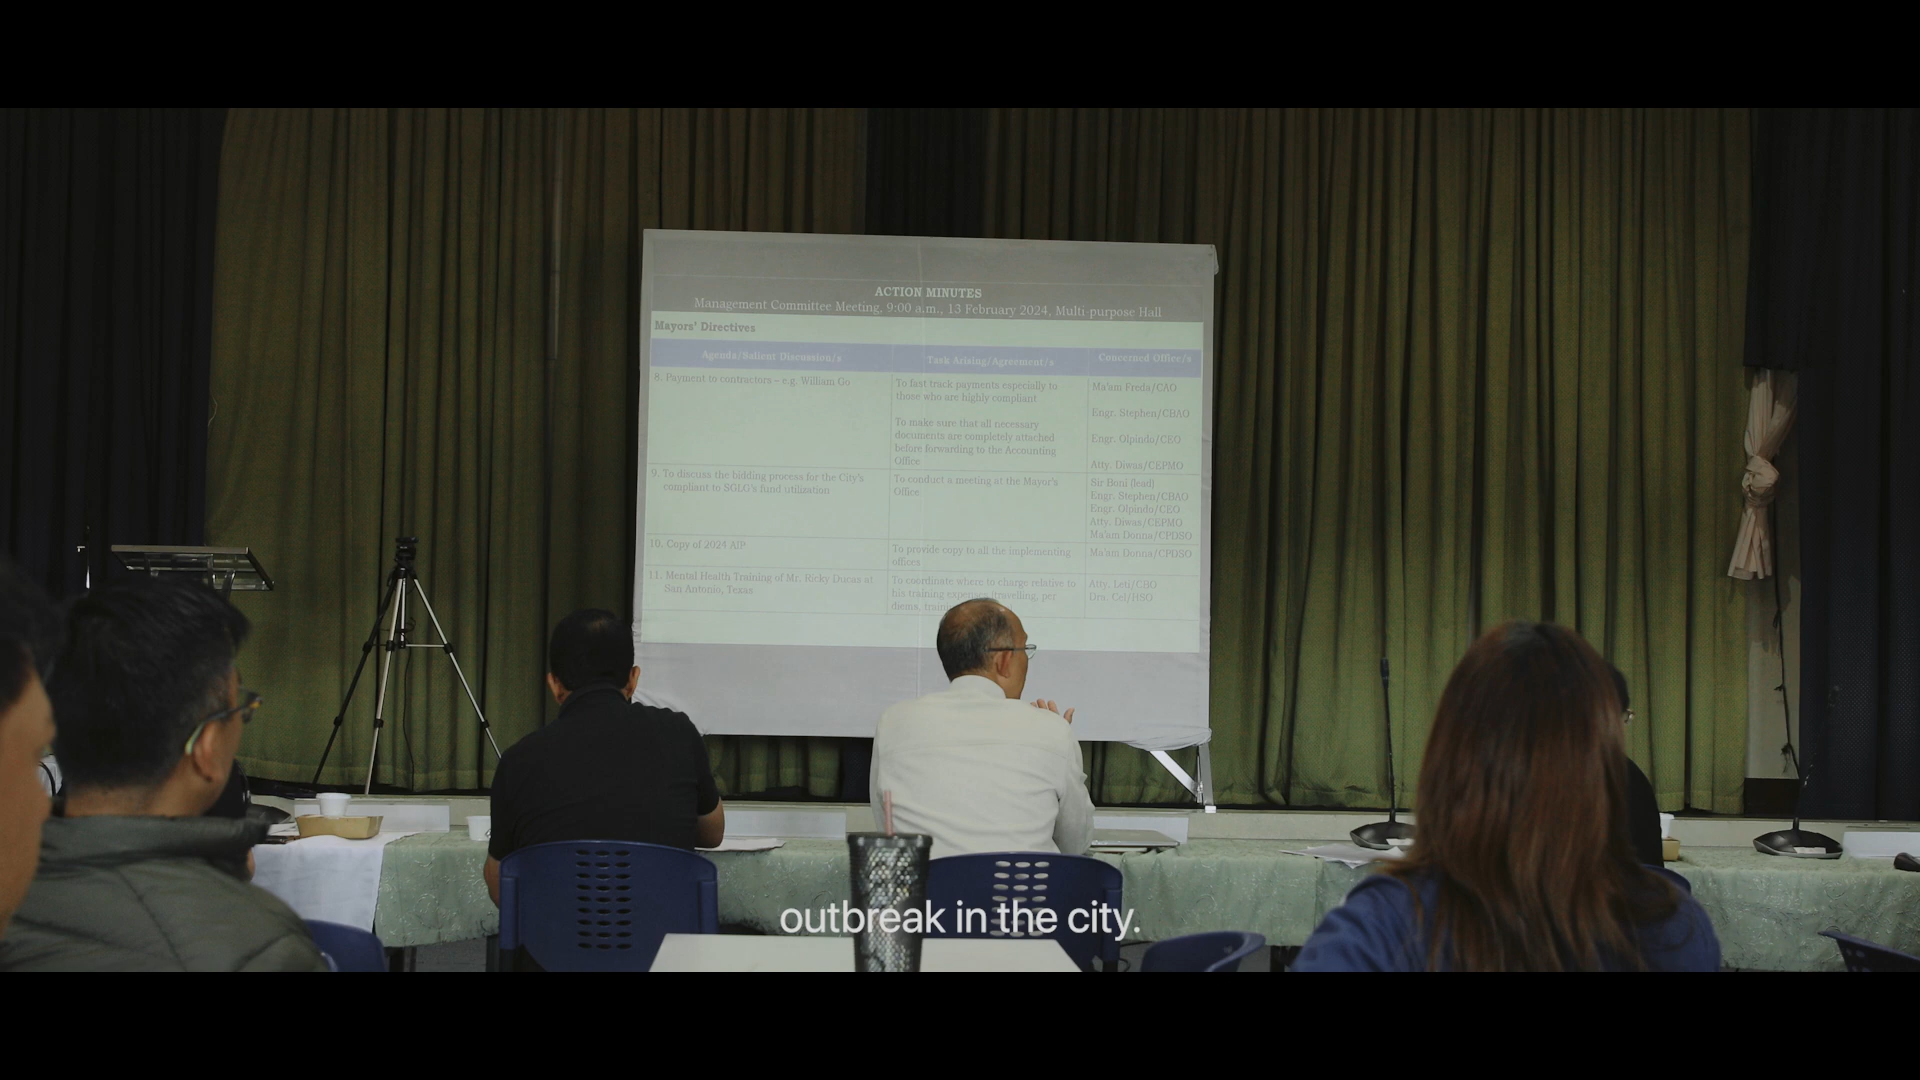 ACTION MINUTES
Management Committee Meeting, 9:00 a.m., 13 February 2024, Multi-purpose Hall
Mayors' Directives
Agenda/Salient Discussion/s
Task Arising/Agreement/s
Concerned Office/s
8. Payment to contractors – e.g. William Go
To fast track payments especially to
those who are highly compliant
To make sure that all necessary
documents are completely attached
before forwarding to the Accounting
Office
Ma'am Freda/CAO
Engr. Stephen/CBAO
Engr. Olpindo/CEO
Atty. Diwas/CEPMO
9. To discuss the bidding process for the City's
compliant to SGLG's fund utilization
To conduct a meeting at the Mayor's
Office
Sir Boni (lead)
Engr. Stephen/CBAO
Engr. Olpindo/CEO
Atty. Diwas/CEPMO
Ma'am Donna/CPDSO
10. Copy of 2024 AIP
To provide copy to all the implementing
offices
Ma'am Donna/CPDSO
11. Mental Health Training of Mr. Ricky Ducas at
San Antonio, Texas
To coordinate where to charge relative to
his training expenses (travelling, per
diems,
Atty. Leti/CBO
Dra. Cel/HSO
outbreak in the city.